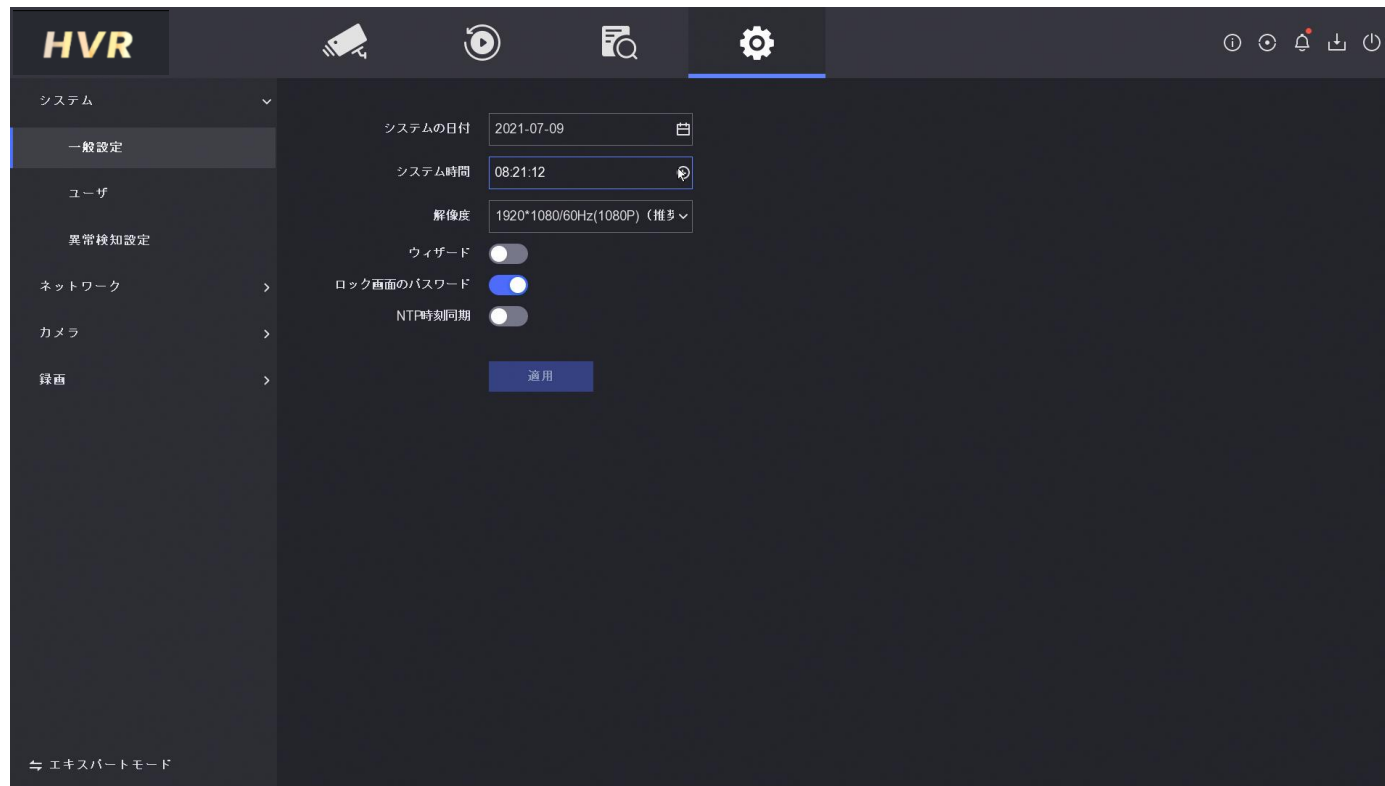 HVR
システム
一般設定
ユーザ
異常検知設定
ネットワーク
カメラ
録画
エキスパートモード
システムの日付 2021-07-09
システム時間 08:21:12
解像度 1920*1080/60Hz(1080P)（推
ウィザード
ロック画面のパスワード
NTP時刻同期
適用